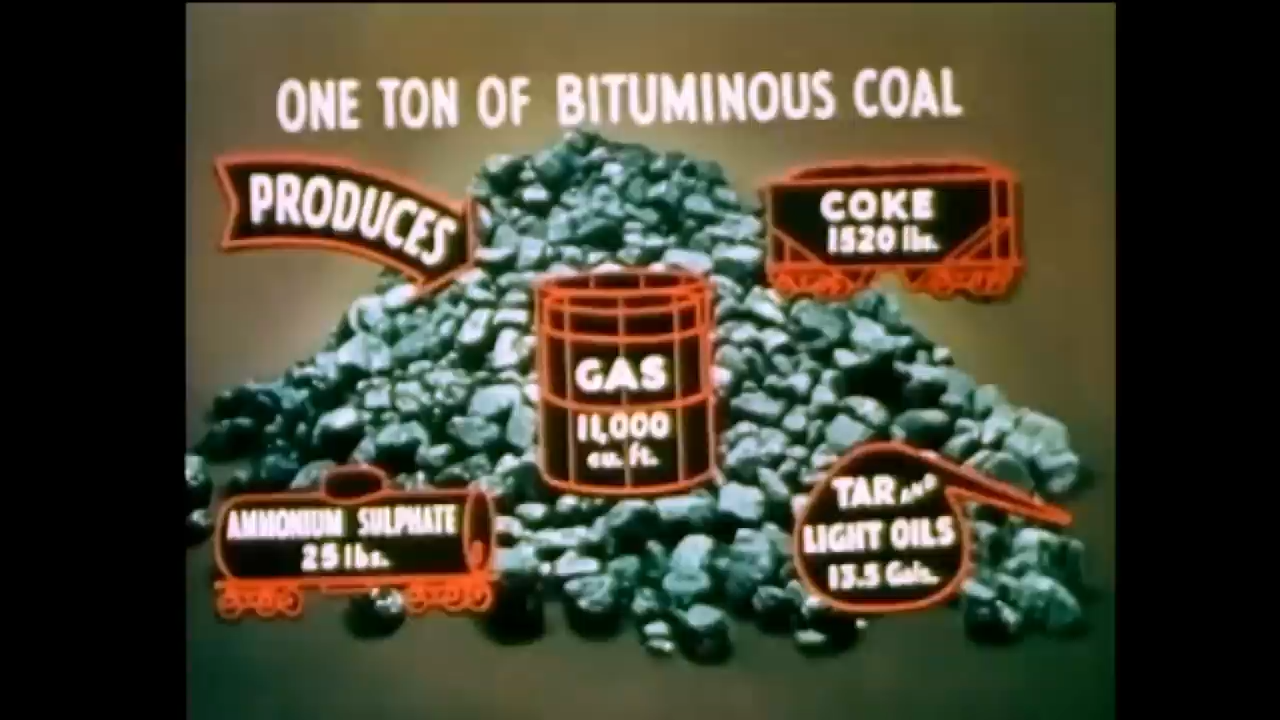 ONE TON OF BITUMINOUS COAL
PRODUCES
COKE
1520 lbs.
GAS
11,000
cu. ft.
AMMONIUM SULPHATE
25 lbs.
TAR AND
LIGHT OILS
13.5 Gals.